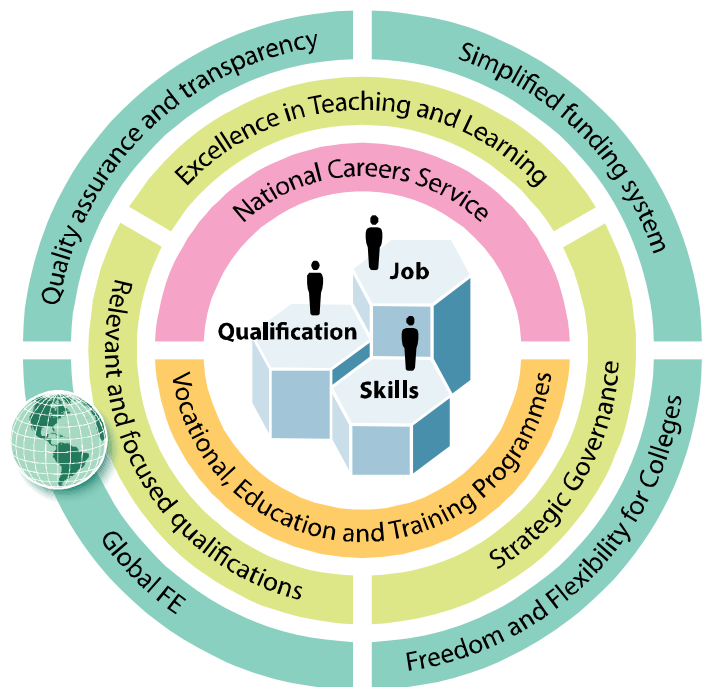 Quality assurance and transparency
Simplified funding system
Excellence in Teaching and Learning
National Careers Service
Job
Qualification
Skills
Relevant and focused qualifications
Vocational, Education and Training Programmes
Strategic Governance
Global FE
Freedom and Flexibility for Colleges